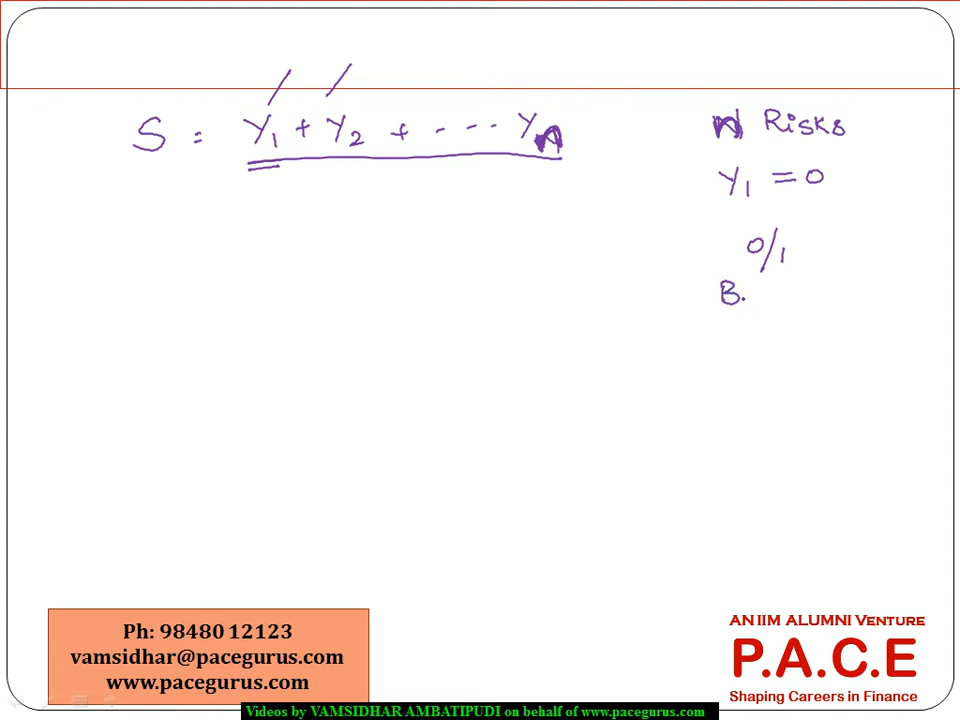 S = Y1 + Y2 + - - - Yn
n Risks
Y1 = 0
0/1
B.
Ph: 98480 12123
vamsidhar@pacegurus.com
www.pacegurus.com
AN IIM ALUMNI VENTURE
P.A.C.E
Shaping Careers in Finance
Videos by VAMSIDHAR AMBATIPUDI on behalf of www.pacegurus.com